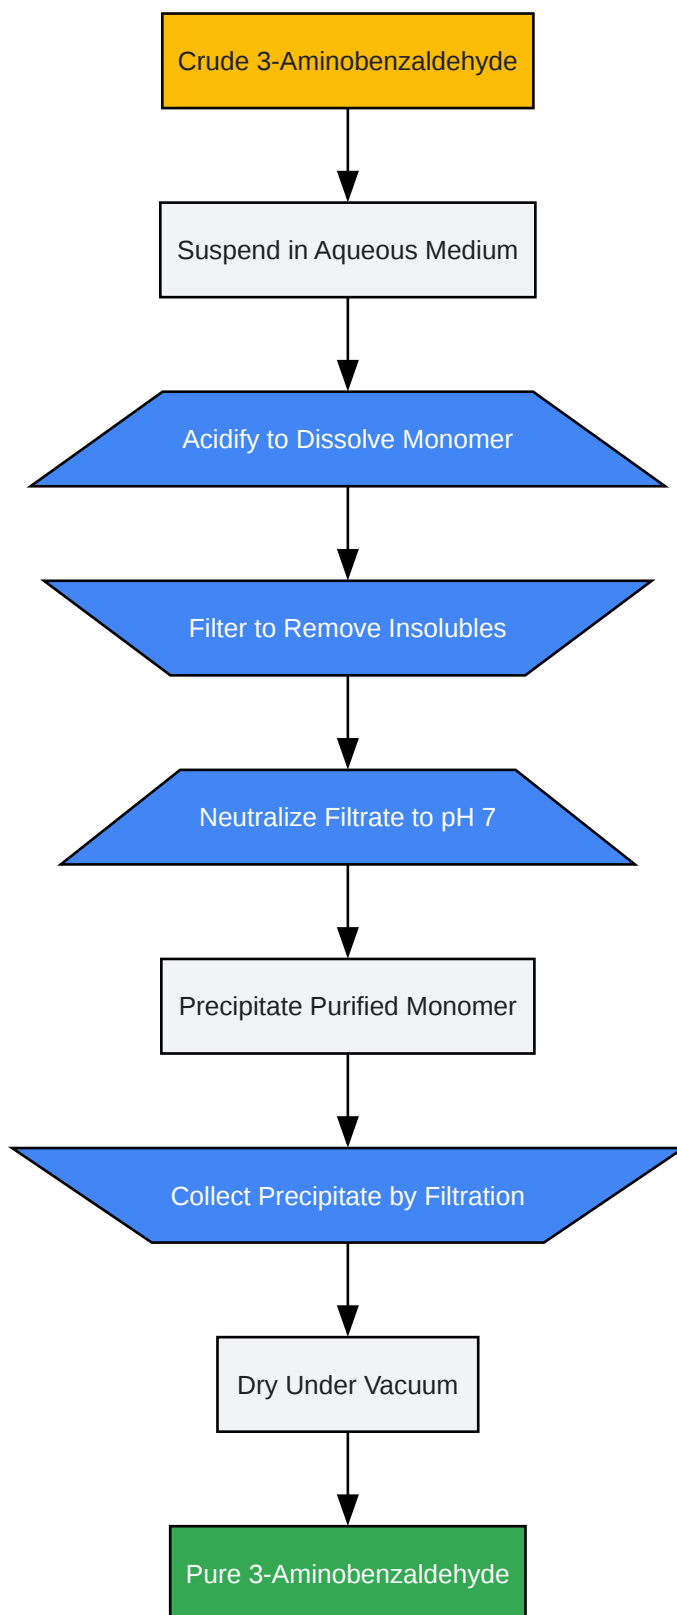 Crude 3-Aminobenzaldehyde
Suspend in Aqueous Medium
Acidify to Dissolve Monomer
Filter to Remove Insolubles
Neutralize Filtrate to pH 7
Precipitate Purified Monomer
Collect Precipitate by Filtration
Dry Under Vacuum
Pure 3-Aminobenzaldehyde